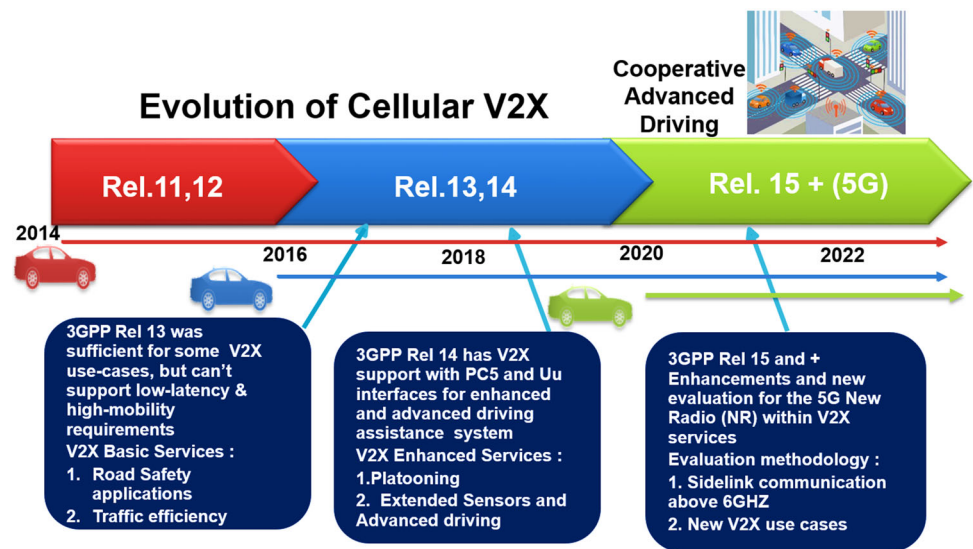 Evolution of Cellular V2X
Cooperative
Advanced
Driving
Rel.11,12
Rel.13,14
Rel. 15 + (5G)
2014
2016
2018
2020
2022
3GPP Rel 13 was
sufficient for some V2X
use-cases, but can't
support low-latency &
high-mobility
requirements
V2X Basic Services :
1. Road Safety
applications
2. Traffic efficiency
3GPP Rel 14 has V2X
support with PC5 and Uu
interfaces for enhanced
and advanced driving
assistance system
V2X Enhanced Services :
1.Platooning
2. Extended Sensors and
Advanced driving
3GPP Rel 15 and +
Enhancements and new
evaluation for the 5G New
Radio (NR) within V2X
services
Evaluation methodology :
1. Sidelink communication
above 6GHZ
2. New V2X use cases